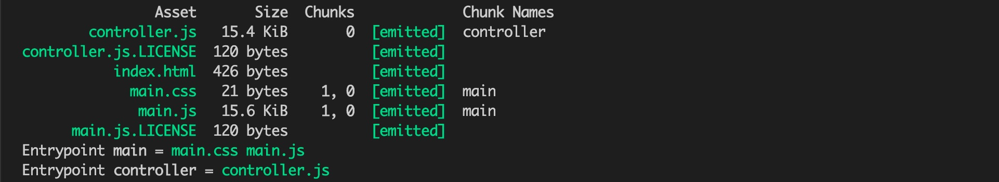 Asset Size Chunks Chunk Names
controller.js 15.4 KiB 0 [emitted] controller
controller.js.LICENSE 120 bytes [emitted]
index.html 426 bytes [emitted]
main.css 21 bytes 1, 0 [emitted] main
main.js 15.6 KiB 1, 0 [emitted] main
main.js.LICENSE 120 bytes [emitted]
Entrypoint main = main.css main.js
Entrypoint controller = controller.js